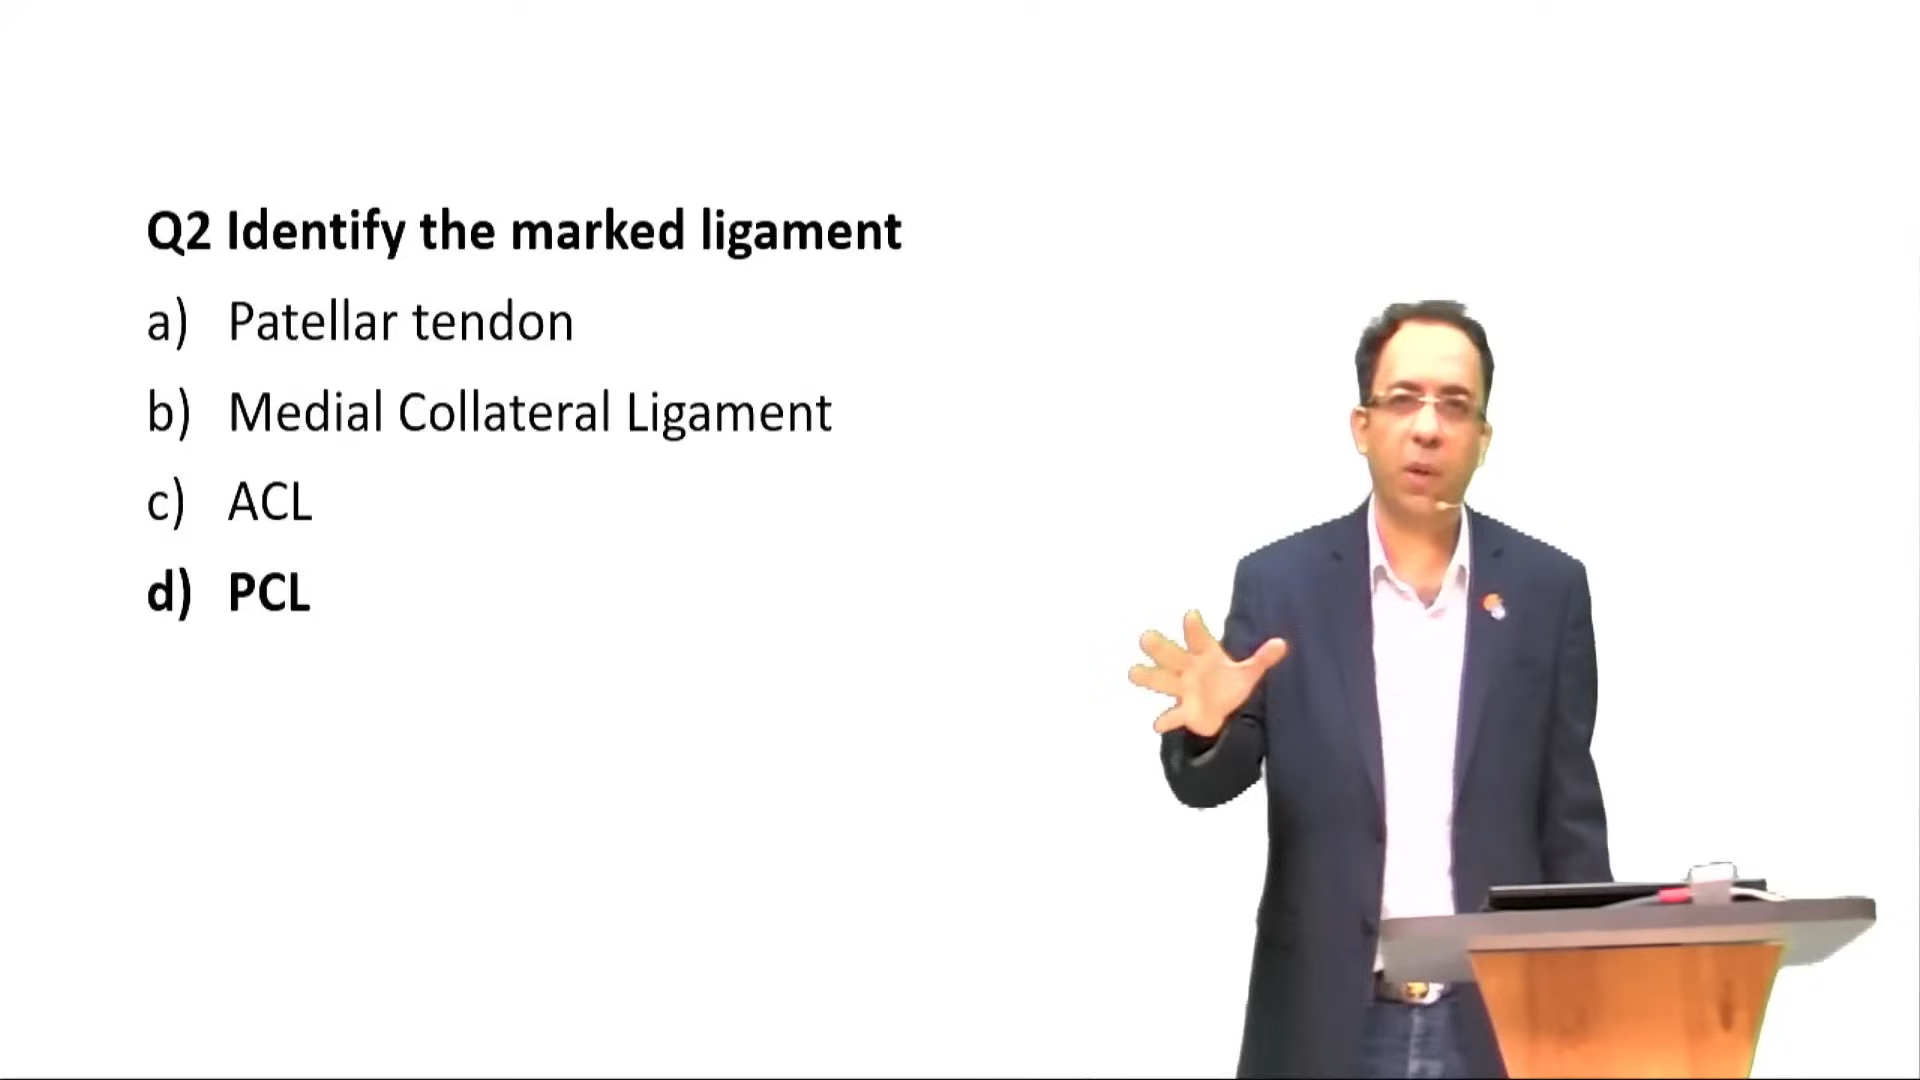 Q2 Identify the marked ligament
a) Patellar tendon
b) Medial Collateral Ligament
c) ACL
d) PCL